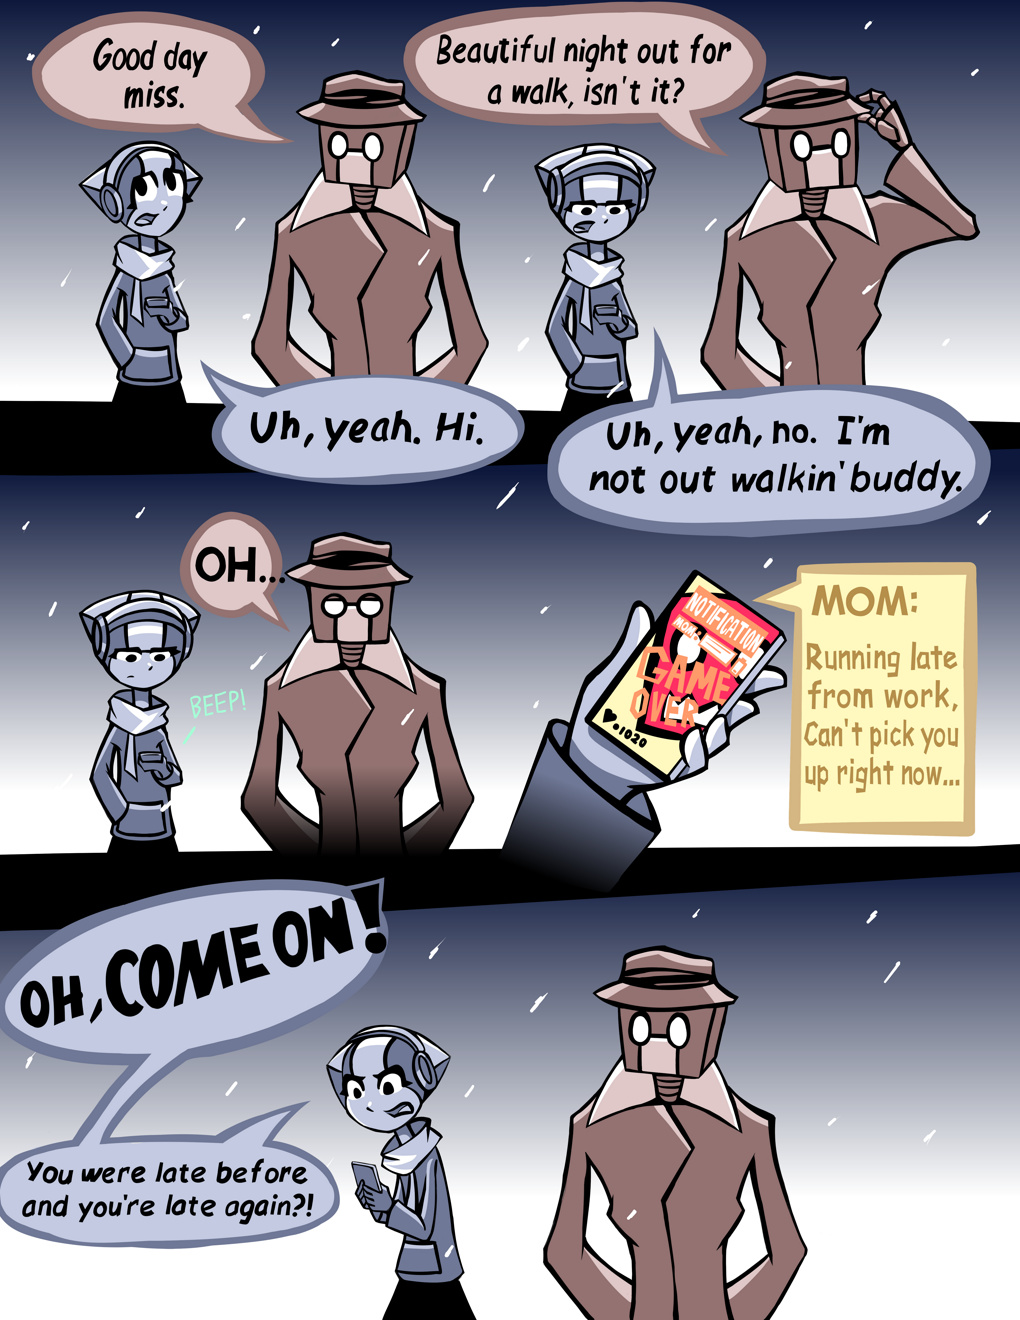 Good day
miss.
Beautiful night out for
a walk, isn't it?
Uh, yeah. Hi.
Uh, yeah, no. I'm
not out walkin' buddy.
OH...
BEEP!
NOTIFICATION
MOM:
GAME
OVER
♥.1020
MOM:
Running late
from work,
Can't pick you
up right now...
OH, COME ON!
You were late before
and you're late again?!